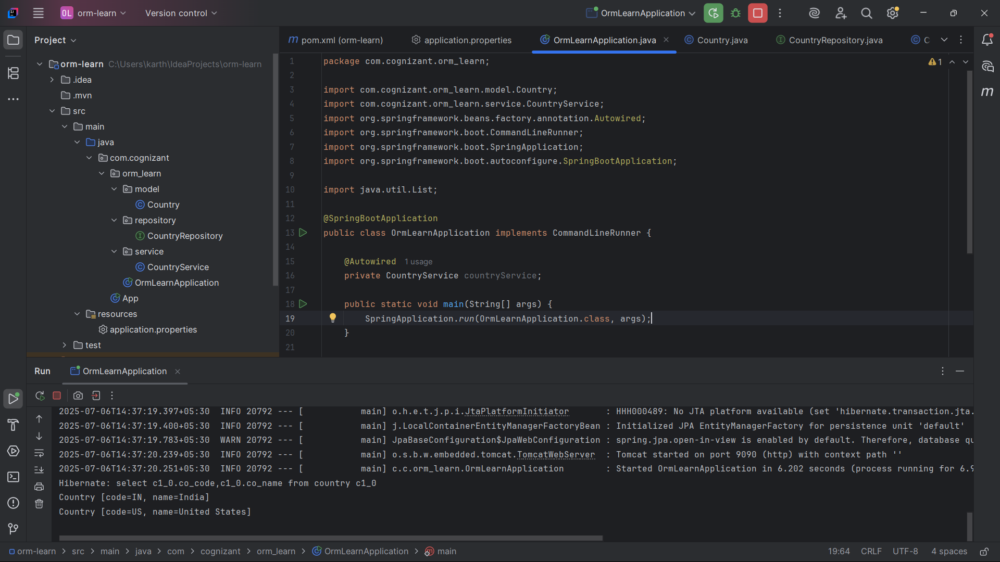 OL orm-learn Version control OrmLearnApplication
Project
pom.xml (orm-learn) application.properties OrmLearnApplication.java Country.java CountryRepository.java
orm-learn C:\Users\karth\IdeaProjects\orm-learn
.idea
.mvn
src
main
java
com.cognizant
orm_learn
model
Country
repository
CountryRepository
service
CountryService
OrmLearnApplication
App
resources
application.properties
test
1
1 package com.cognizant.orm_learn;
2
3 import com.cognizant.orm_learn.model.Country;
4 import com.cognizant.orm_learn.service.CountryService;
5 import org.springframework.beans.factory.annotation.Autowired;
6 import org.springframework.boot.CommandLineRunner;
7 import org.springframework.boot.SpringApplication;
8 import org.springframework.boot.autoconfigure.SpringBootApplication;
9
10 import java.util.List;
11
12 @SpringBootApplication
13 public class OrmLearnApplication implements CommandLineRunner {
14
15 @Autowired 1 usage
16 private CountryService countryService;
17
18 public static void main(String[] args) {
19 SpringApplication.run(OrmLearnApplication.class, args);
20 }
21
Run OrmLearnApplication
2025-07-06T14:37:19.397+05:30 INFO 20792 --- [ main] o.h.e.t.j.p.i.JtaPlatformInitiator : HHH000489: No JTA platform available (set 'hibernate.transaction.jta.
2025-07-06T14:37:19.400+05:30 INFO 20792 --- [ main] j.LocalContainerEntityManagerFactoryBean : Initialized JPA EntityManagerFactory for persistence unit 'default'
2025-07-06T14:37:19.783+05:30 WARN 20792 --- [ main] JpaBaseConfiguration$JpaWebConfiguration : spring.jpa.open-in-view is enabled by default. Therefore, database qu
2025-07-06T14:37:20.239+05:30 INFO 20792 --- [ main] o.s.b.w.embedded.tomcat.TomcatWebServer : Tomcat started on port 9090 (http) with context path ''
2025-07-06T14:37:20.251+05:30 INFO 20792 --- [ main] c.c.orm_learn.OrmLearnApplication : Started OrmLearnApplication in 6.202 seconds (process running for 6.9
Hibernate: select c1_0.co_code,c1_0.co_name from country c1_0
Country [code=IN, name=India]
Country [code=US, name=United States]
orm-learn > src > main > java > com > cognizant > orm_learn > OrmLearnApplication > main 19:64 CRLF UTF-8 4 spaces